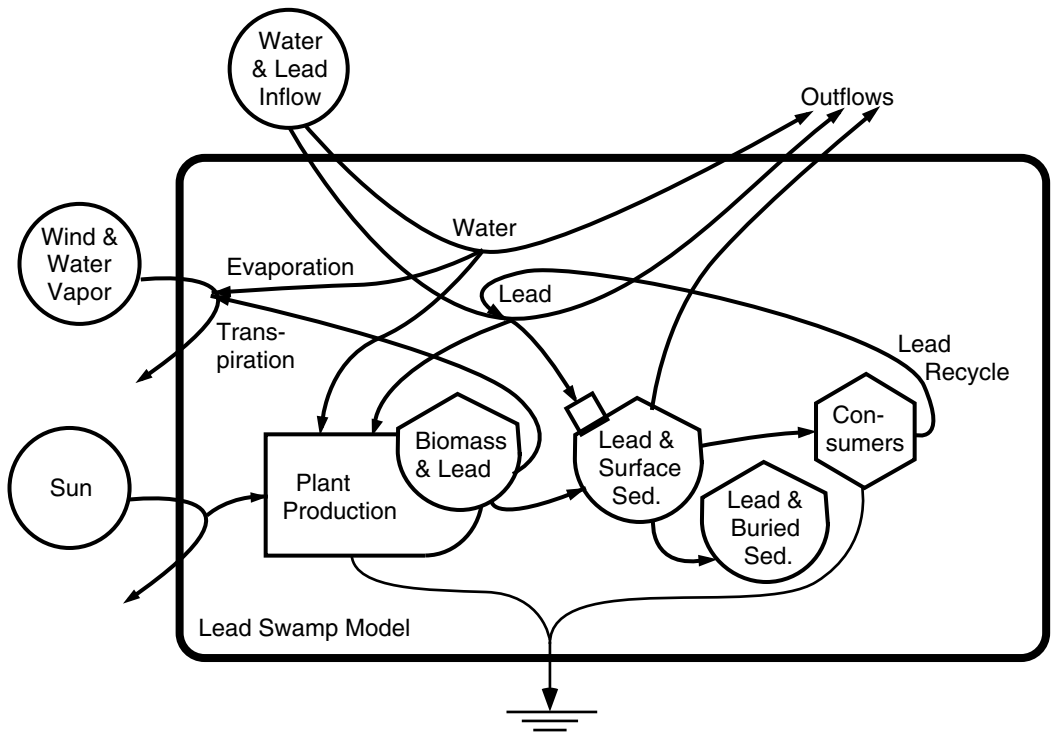 Water
& Lead
Inflow
Outflows
Wind &
Water
Vapor
Water
Evaporation
Lead
Trans-
piration
Lead
Recycle
Sun
Plant
Production
Biomass
& Lead
Lead &
Surface
Sed.
Con-
sumers
Lead &
Buried
Sed.
Lead Swamp Model